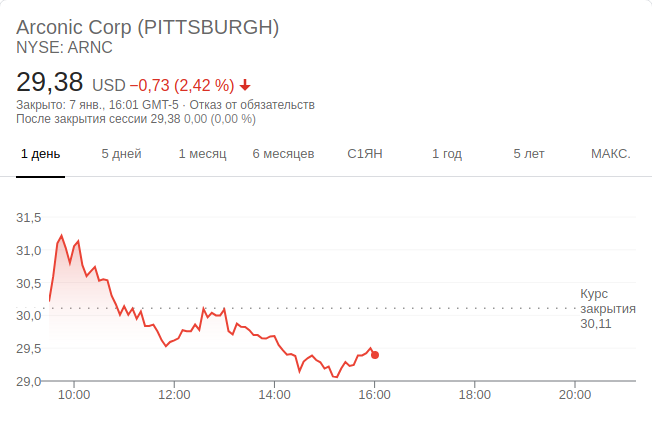 Arconic Corp (PITTSBURGH)
NYSE: ARNC
29,38 USD −0,73 (2,42 %)
Закрыто: 7 янв., 16:01 GMT-5 · Отказ от обязательств
После закрытия сессии 29,38 0,00 (0,00 %)
1 день 5 дней 1 месяц 6 месяцев С1ЯН 1 год 5 лет МАКС.
31,5
31,0
30,5
Курс
30,0
закрытия
30,11
29,5
29,0
10:00 12:00 14:00 16:00 18:00 20:00